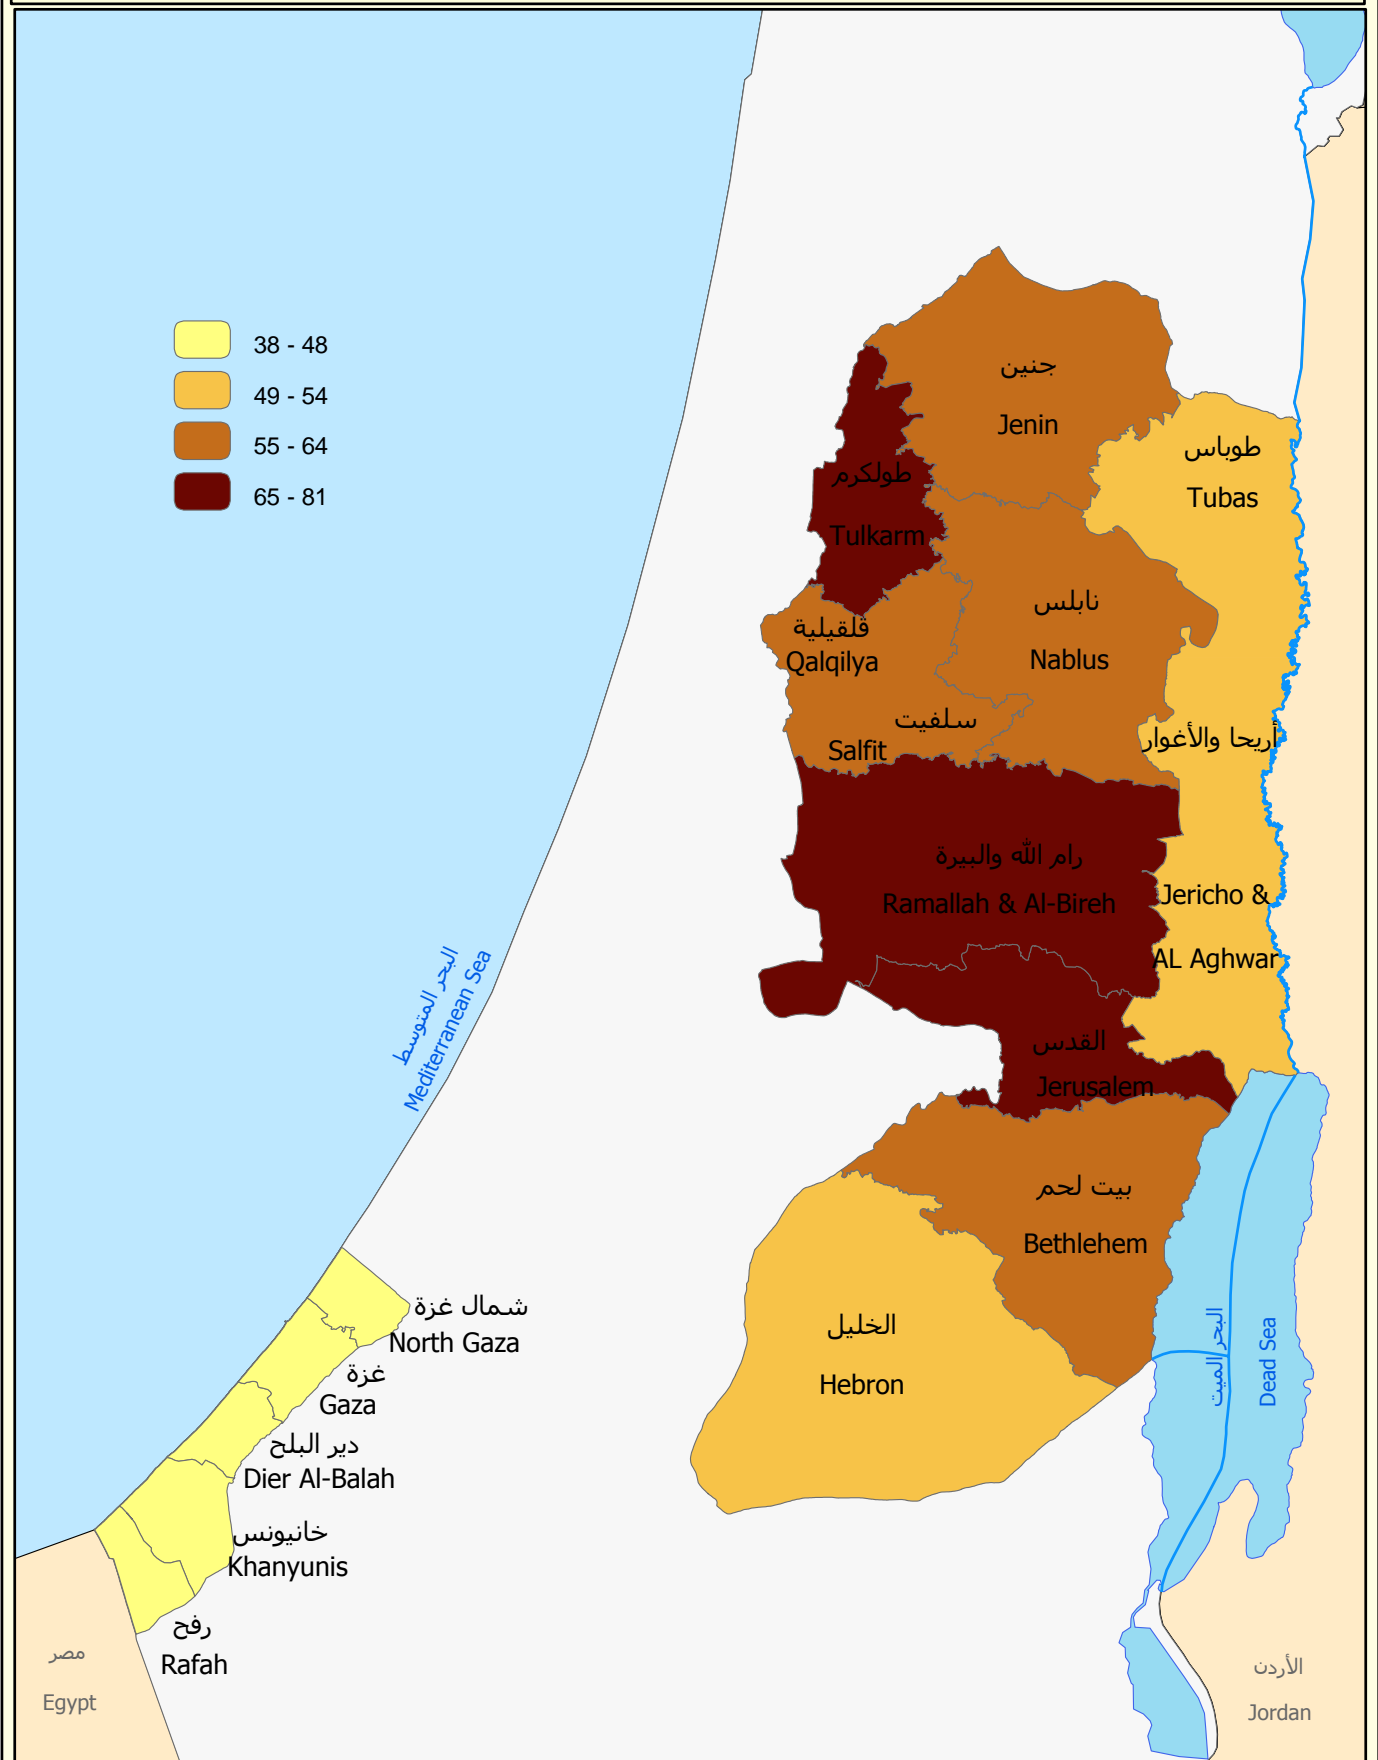 38 - 48
49 - 54
55 - 64
65 - 81
جنين
Jenin
طوباس
Tubas
طولكرم
Tulkarm
نابلس
Nablus
قلقيلية
Qalqilya
سلفيت
Salfit
أريحا والأغوار
Jericho &
AL Aghwar
رام الله والبيرة
Ramallah & Al-Bireh
القدس
Jerusalem
بيت لحم
Bethlehem
الخليل
Hebron
البحر المتوسط
Mediterranean Sea
البحر الميت
Dead Sea
شمال غزة
North Gaza
غزة
Gaza
دير البلح
Dier Al-Balah
خانيونس
Khanyunis
رفح
Rafah
مصر
Egypt
الأردن
Jordan